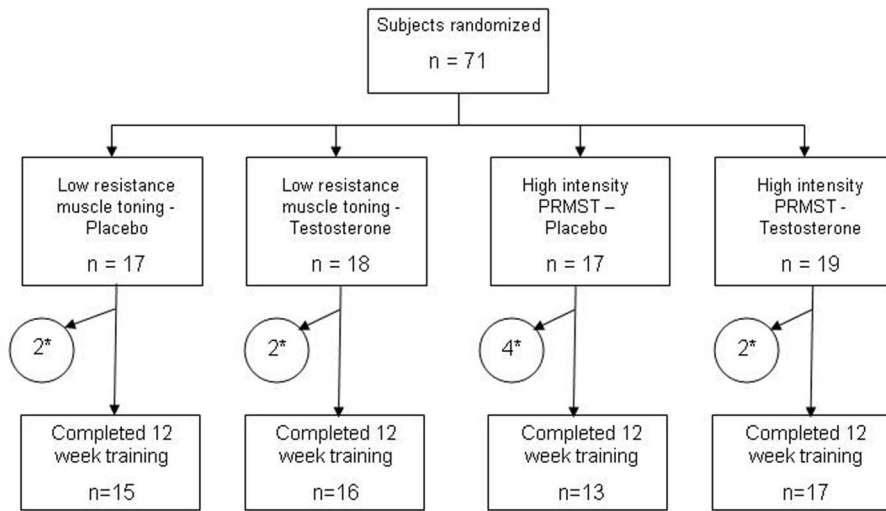 Subjects randomized
n = 71
Low resistance
muscle toning -
Placebo
n = 17
Low resistance
muscle toning -
Testosterone
n = 18
High intensity
PRMST –
Placebo
n = 17
High intensity
PRMST -
Testosterone
n = 19
2*
2*
4*
2*
Completed 12
week training
n=15
Completed 12
week training
n=16
Completed 12
week training
n=13
Completed 12
week training
n=17